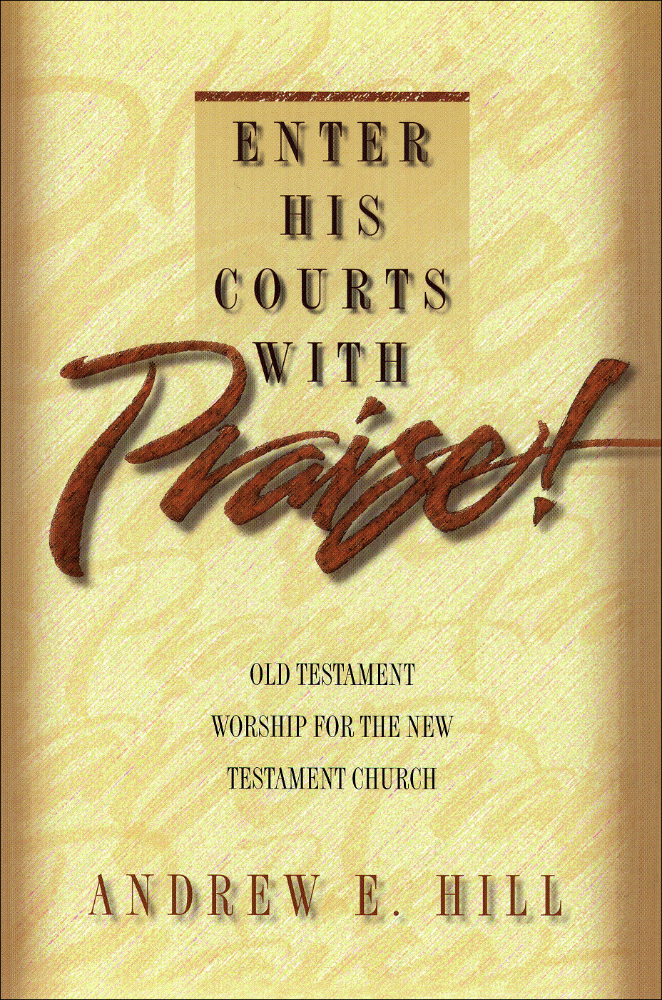 ENTER
HIS
COURTS
WITH
Praise!
OLD TESTAMENT
WORSHIP FOR THE NEW
TESTAMENT CHURCH
ANDREW E. HILL